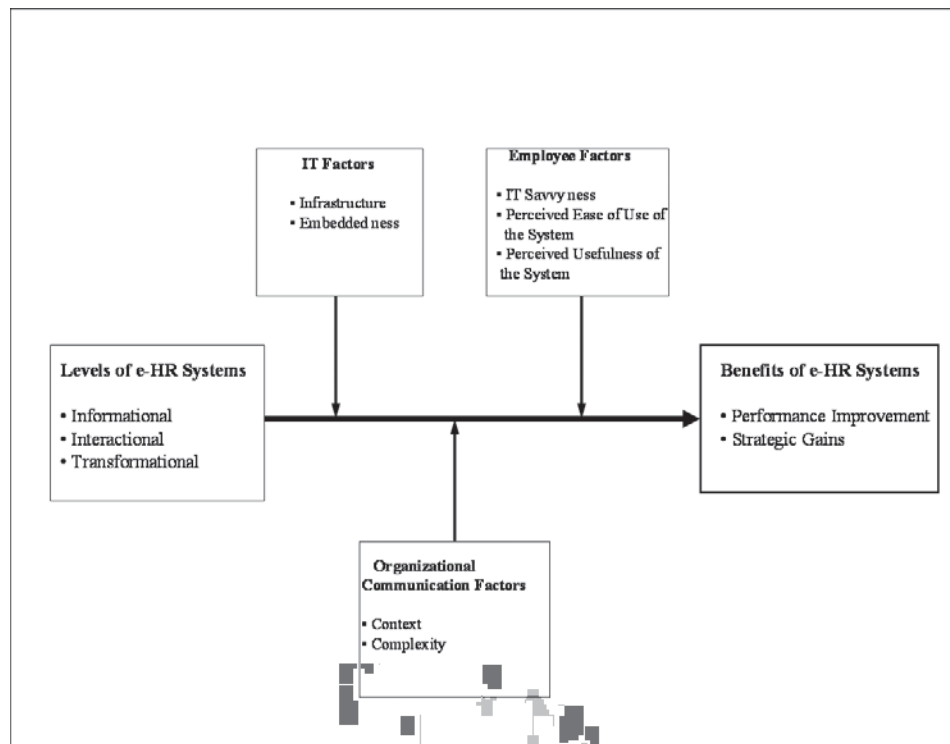 IT Factors
▪ Infrastructure
▪ Embedded ness
Employee Factors
▪ IT Savvy ness
▪ Perceived Ease of Use of
the System
▪ Perceived Usefulness of
the System
Levels of e-HR Systems
▪ Informational
▪ Interactional
▪ Transformational
Benefits of e-HR Systems
▪ Performance Improvement
▪ Strategic Gains
Organizational
Communication Factors
▪ Context
▪ Complexity